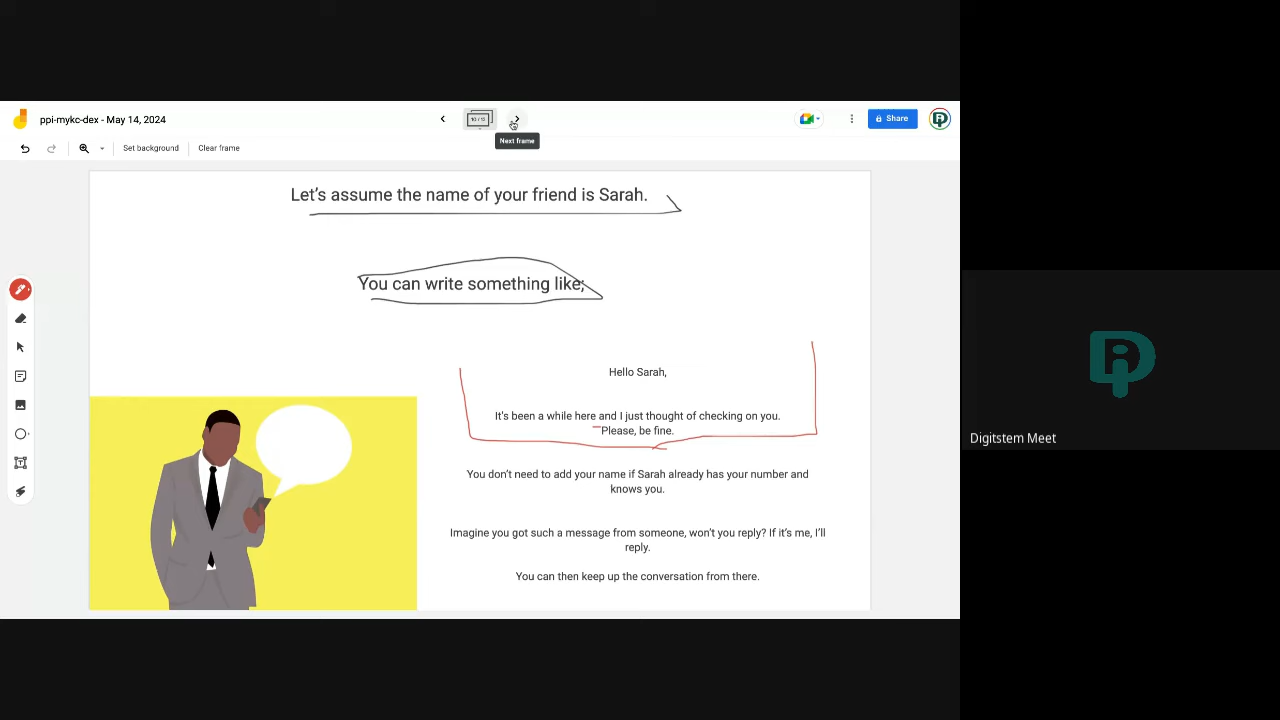 ppi-mykc-dex - May 14, 2024
Share
Next frame
Set background
Clear frame
Let's assume the name of your friend is Sarah.
You can write something like;
Hello Sarah,
It's been a while here and I just thought of checking on you.
Please, be fine.
You don't need to add your name if Sarah already has your number and
knows you.
Imagine you got such a message from someone, won't you reply? If it's me, I'll
reply.
You can then keep up the conversation from there.
Digitstem Meet